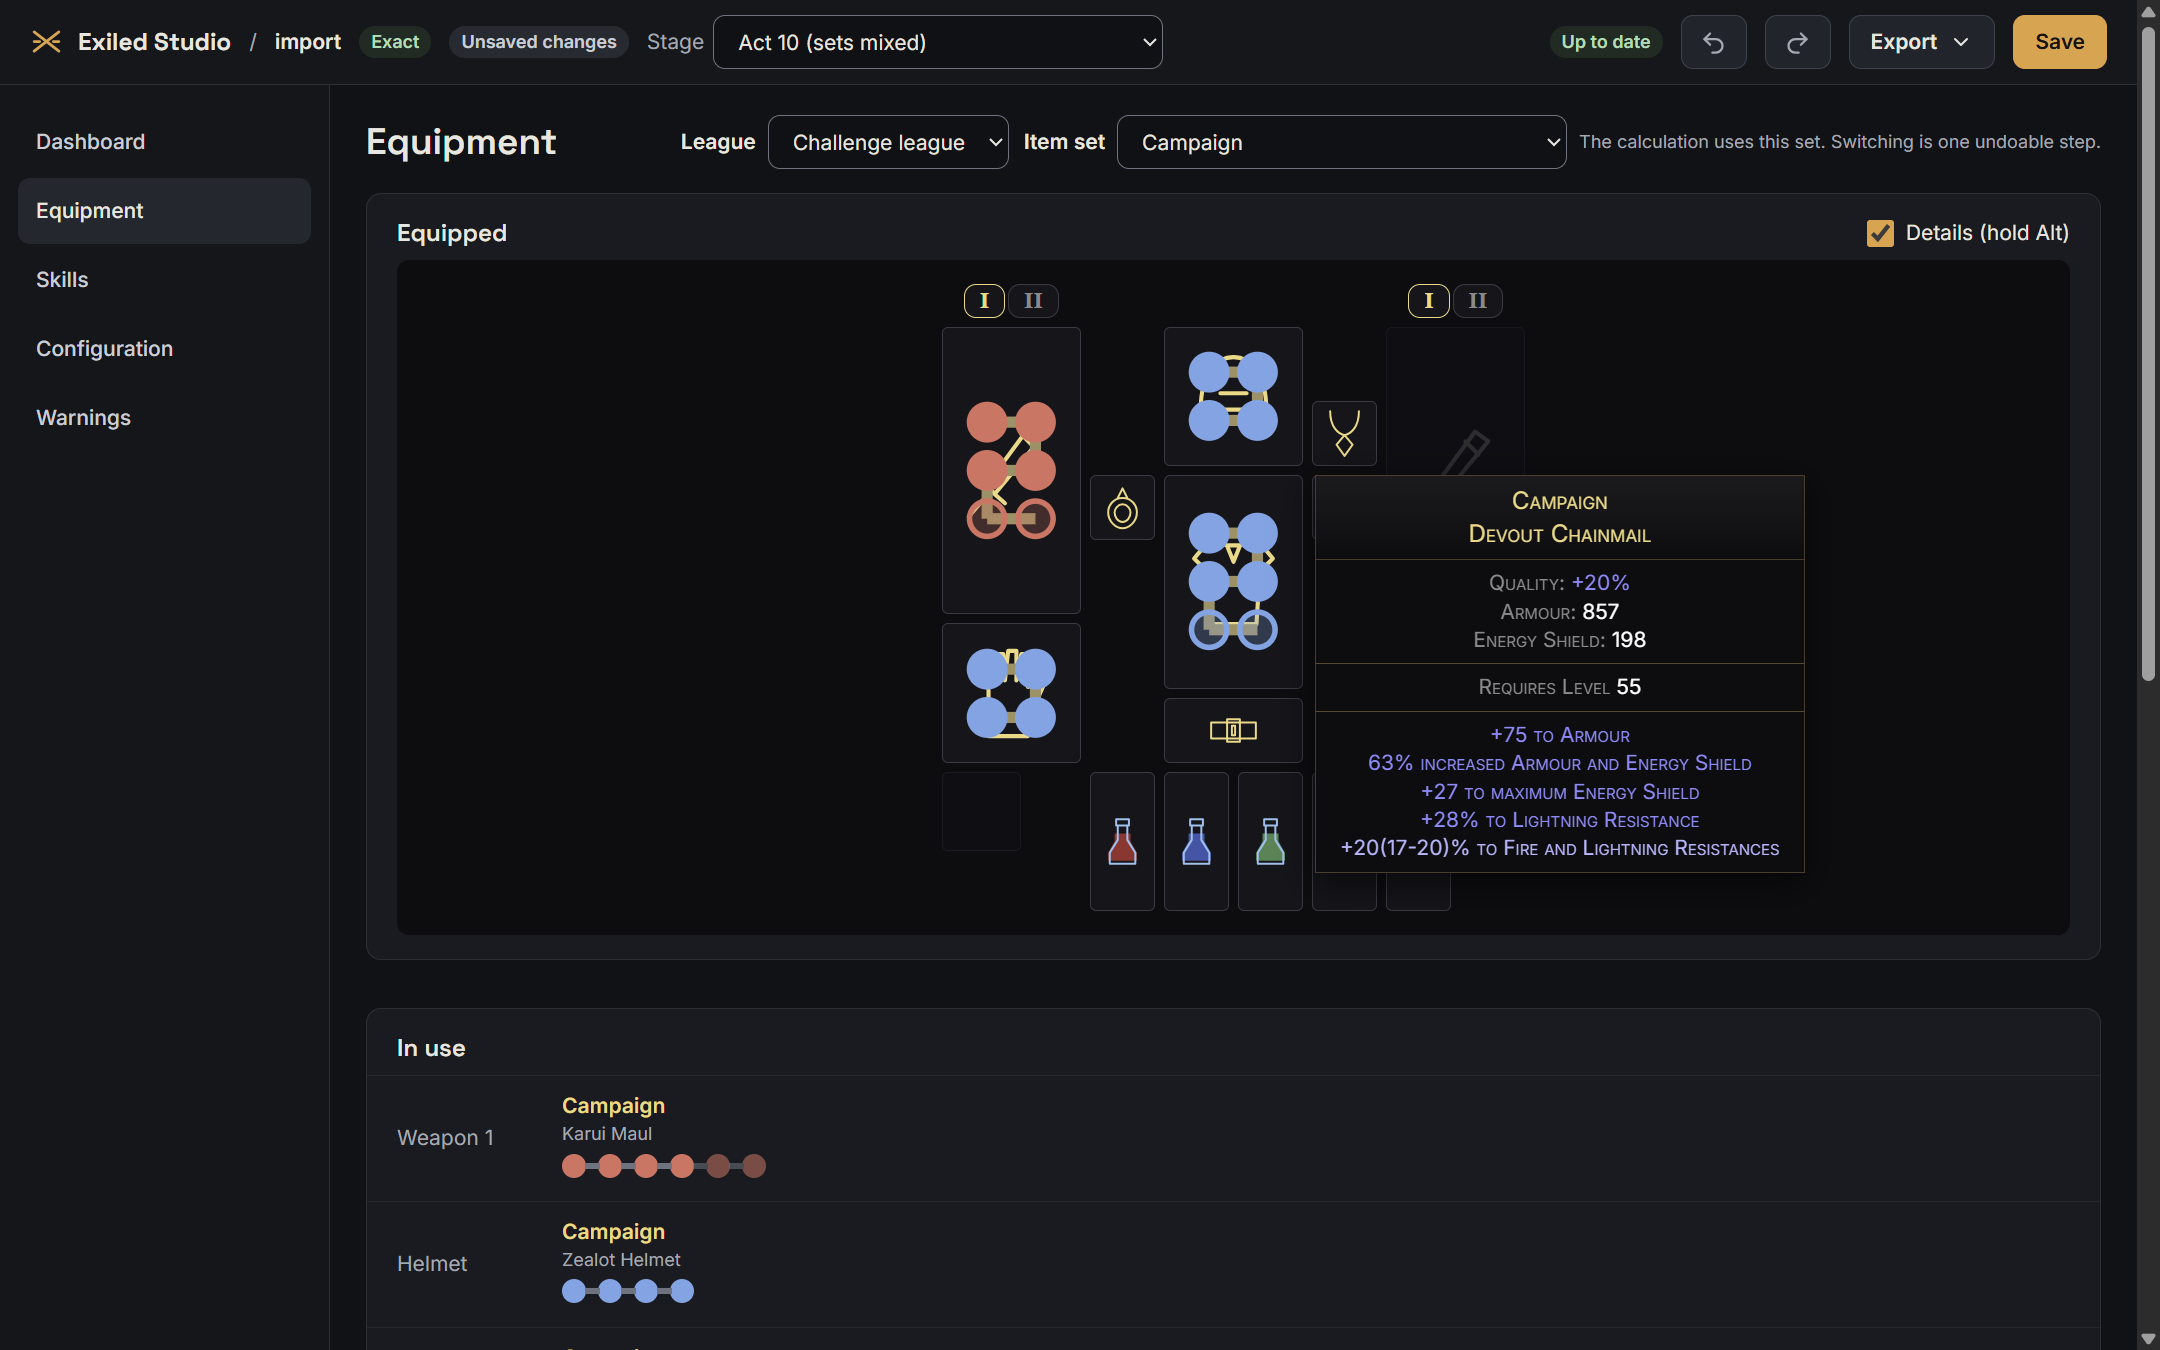 Exiled Studio / import Exact Unsaved changes Stage Act 10 (sets mixed) Up to date Export Save
Dashboard
Equipment
Skills
Configuration
Warnings
Equipment League Challenge league Item set Campaign The calculation uses this set. Switching is one undoable step.
Equipped Details (hold Alt)
I II I II
Campaign
Devout Chainmail
Quality: +20%
Armour: 857
Energy Shield: 198
Requires Level 55
+75 to Armour
63% increased Armour and Energy Shield
+27 to maximum Energy Shield
+28% to Lightning Resistance
+20(17-20)% to Fire and Lightning Resistances
In use
Weapon 1
Campaign
Karui Maul
Helmet
Campaign
Zealot Helmet